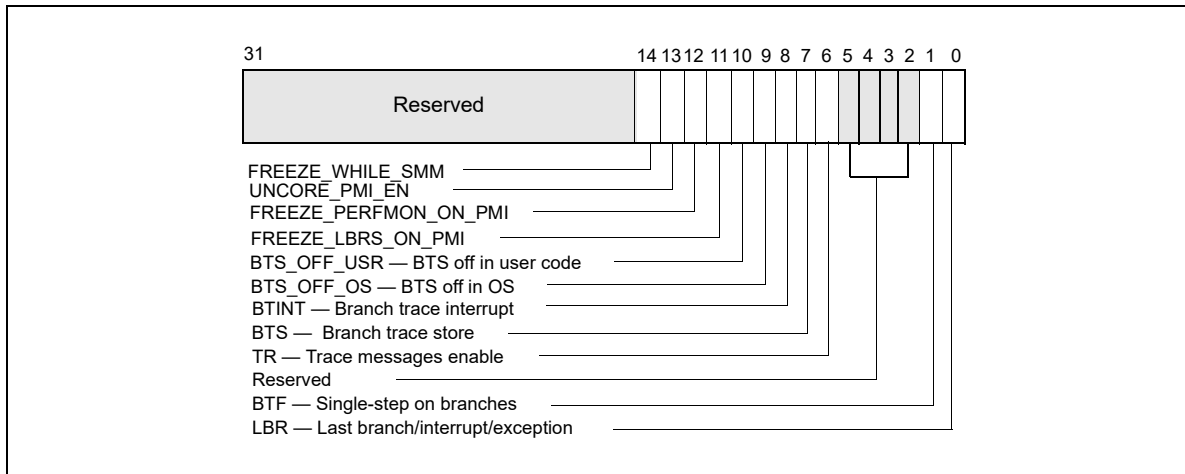 31 14 13 12 11 10 9 8 7 6 5 4 3 2 1 0
Reserved
FREEZE_WHILE_SMM
UNCORE_PMI_EN
FREEZE_PERFMON_ON_PMI
FREEZE_LBRS_ON_PMI
BTS_OFF_USR — BTS off in user code
BTS_OFF_OS — BTS off in OS
BTINT — Branch trace interrupt
BTS — Branch trace store
TR — Trace messages enable
Reserved
BTF — Single-step on branches
LBR — Last branch/interrupt/exception